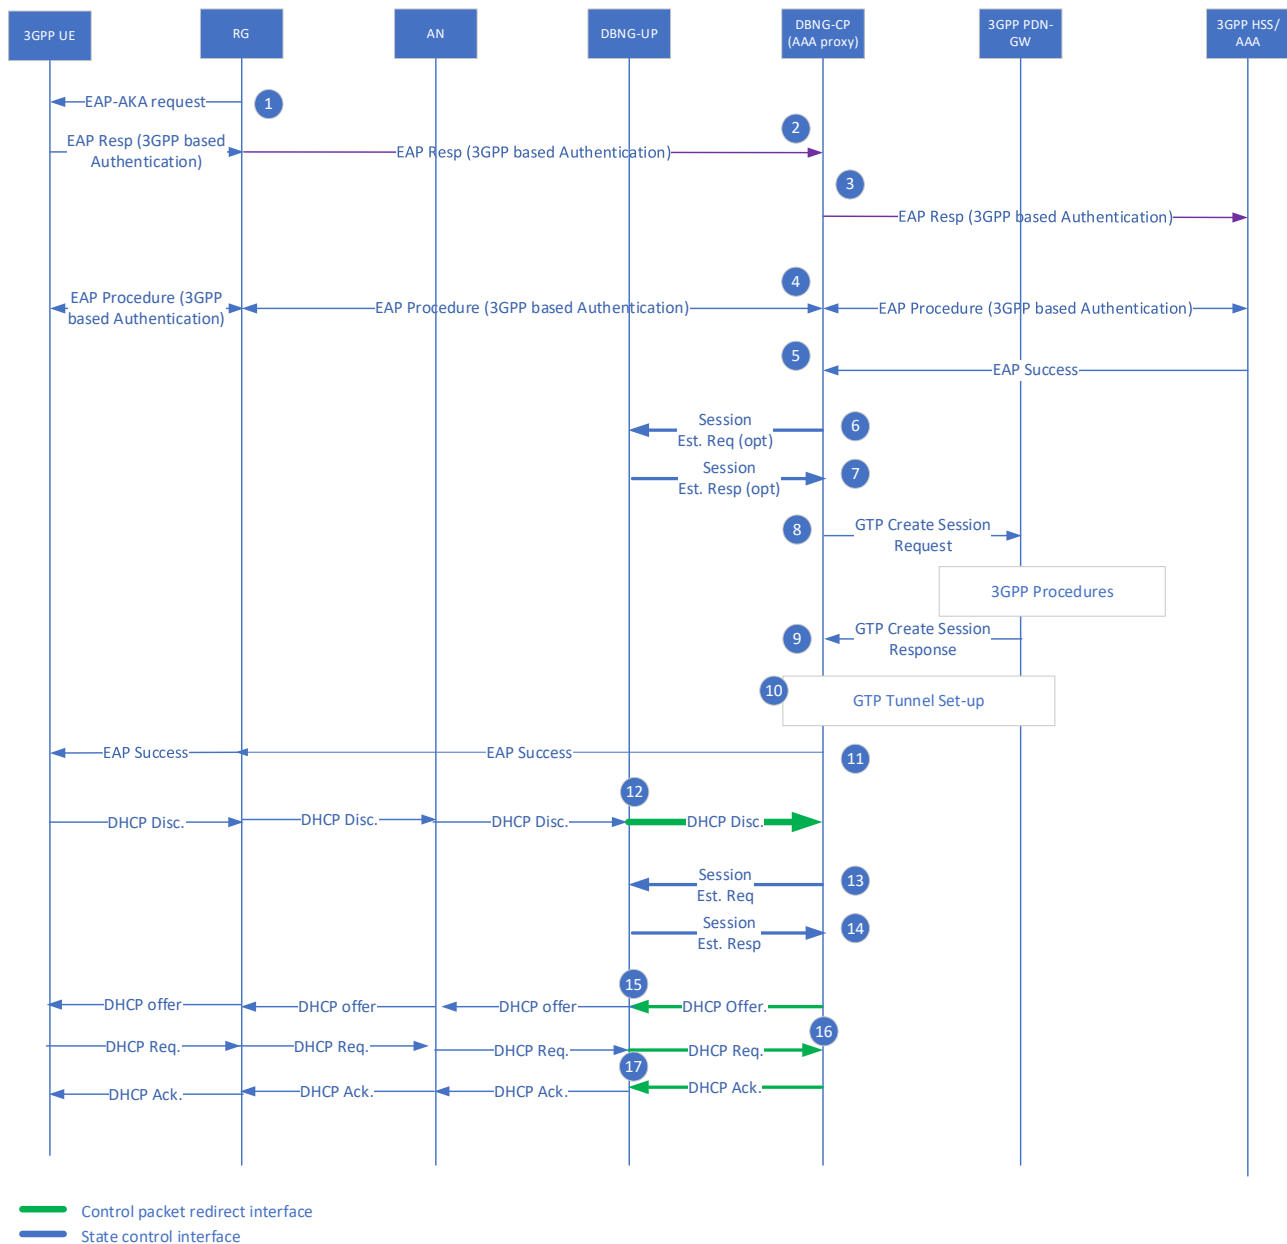 3GPP UE
RG
AN
DBNG-UP
DBNG-CP
(AAA proxy)
3GPP PDN-
GW
3GPP HSS/
AAA
EAP-AKA request
1
2
EAP Resp (3GPP based
Authentication)
EAP Resp (3GPP based Authentication)
3
EAP Resp (3GPP based Authentication)
4
EAP Procedure (3GPP
based Authentication)
EAP Procedure (3GPP based Authentication)
EAP Procedure (3GPP based Authentication)
5
EAP Success
Session
Est. Req (opt)
6
Session
Est. Resp (opt)
7
8
GTP Create Session
Request
3GPP Procedures
9
GTP Create Session
Response
10
GTP Tunnel Set-up
EAP Success
EAP Success
11
12
DHCP Disc.
DHCP Disc.
DHCP Disc.
DHCP Disc.
Session
Est. Req
13
Session
Est. Resp
14
15
DHCP offer
DHCP offer
DHCP offer
DHCP Offer.
16
DHCP Req.
DHCP Req.
DHCP Req.
DHCP Req.
17
DHCP Ack.
DHCP Ack.
DHCP Ack.
DHCP Ack.
Control packet redirect interface
State control interface